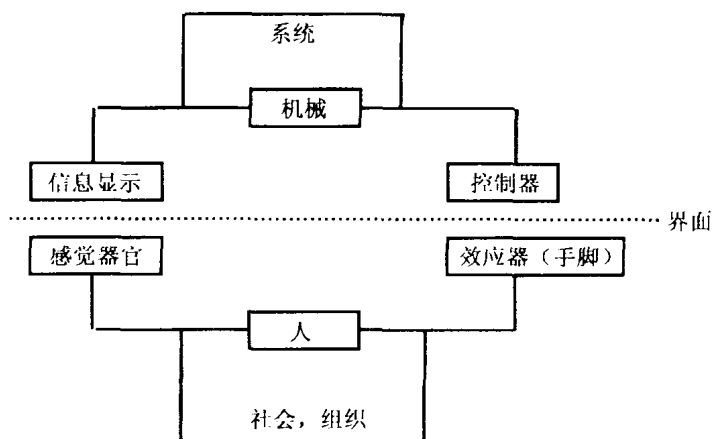 系统
机械
信息显示
控制器
界面
感觉器官
效应器（手脚）
人
社会，组织